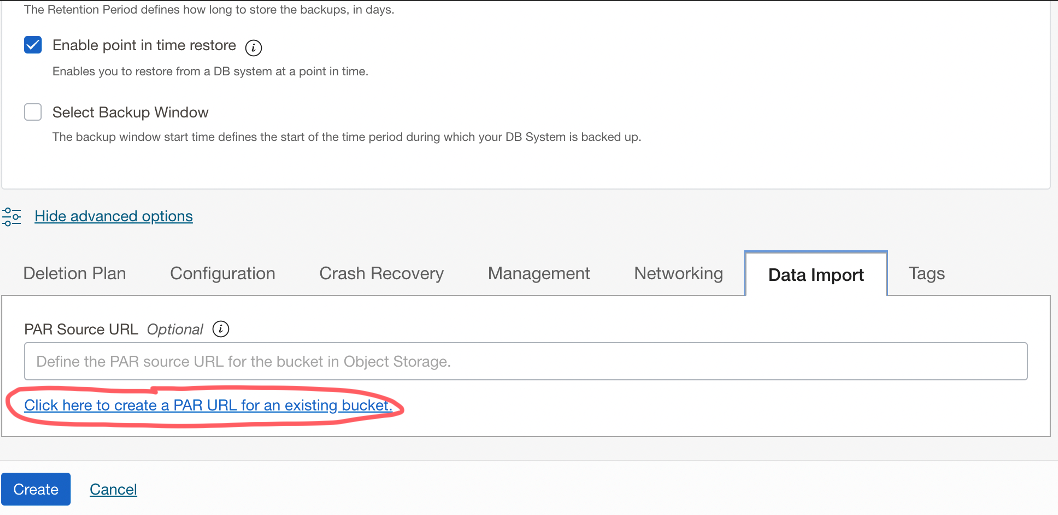 The Retention Period defines how long to store the backups, in days.
Enable point in time restore
Enables you to restore from a DB system at a point in time.
Select Backup Window
The backup window start time defines the start of the time period during which your DB System is backed up.
Hide advanced options
Deletion Plan Configuration Crash Recovery Management Networking Data Import Tags
PAR Source URL Optional
Define the PAR source URL for the bucket in Object Storage.
Click here to create a PAR URL for an existing bucket.
Create Cancel